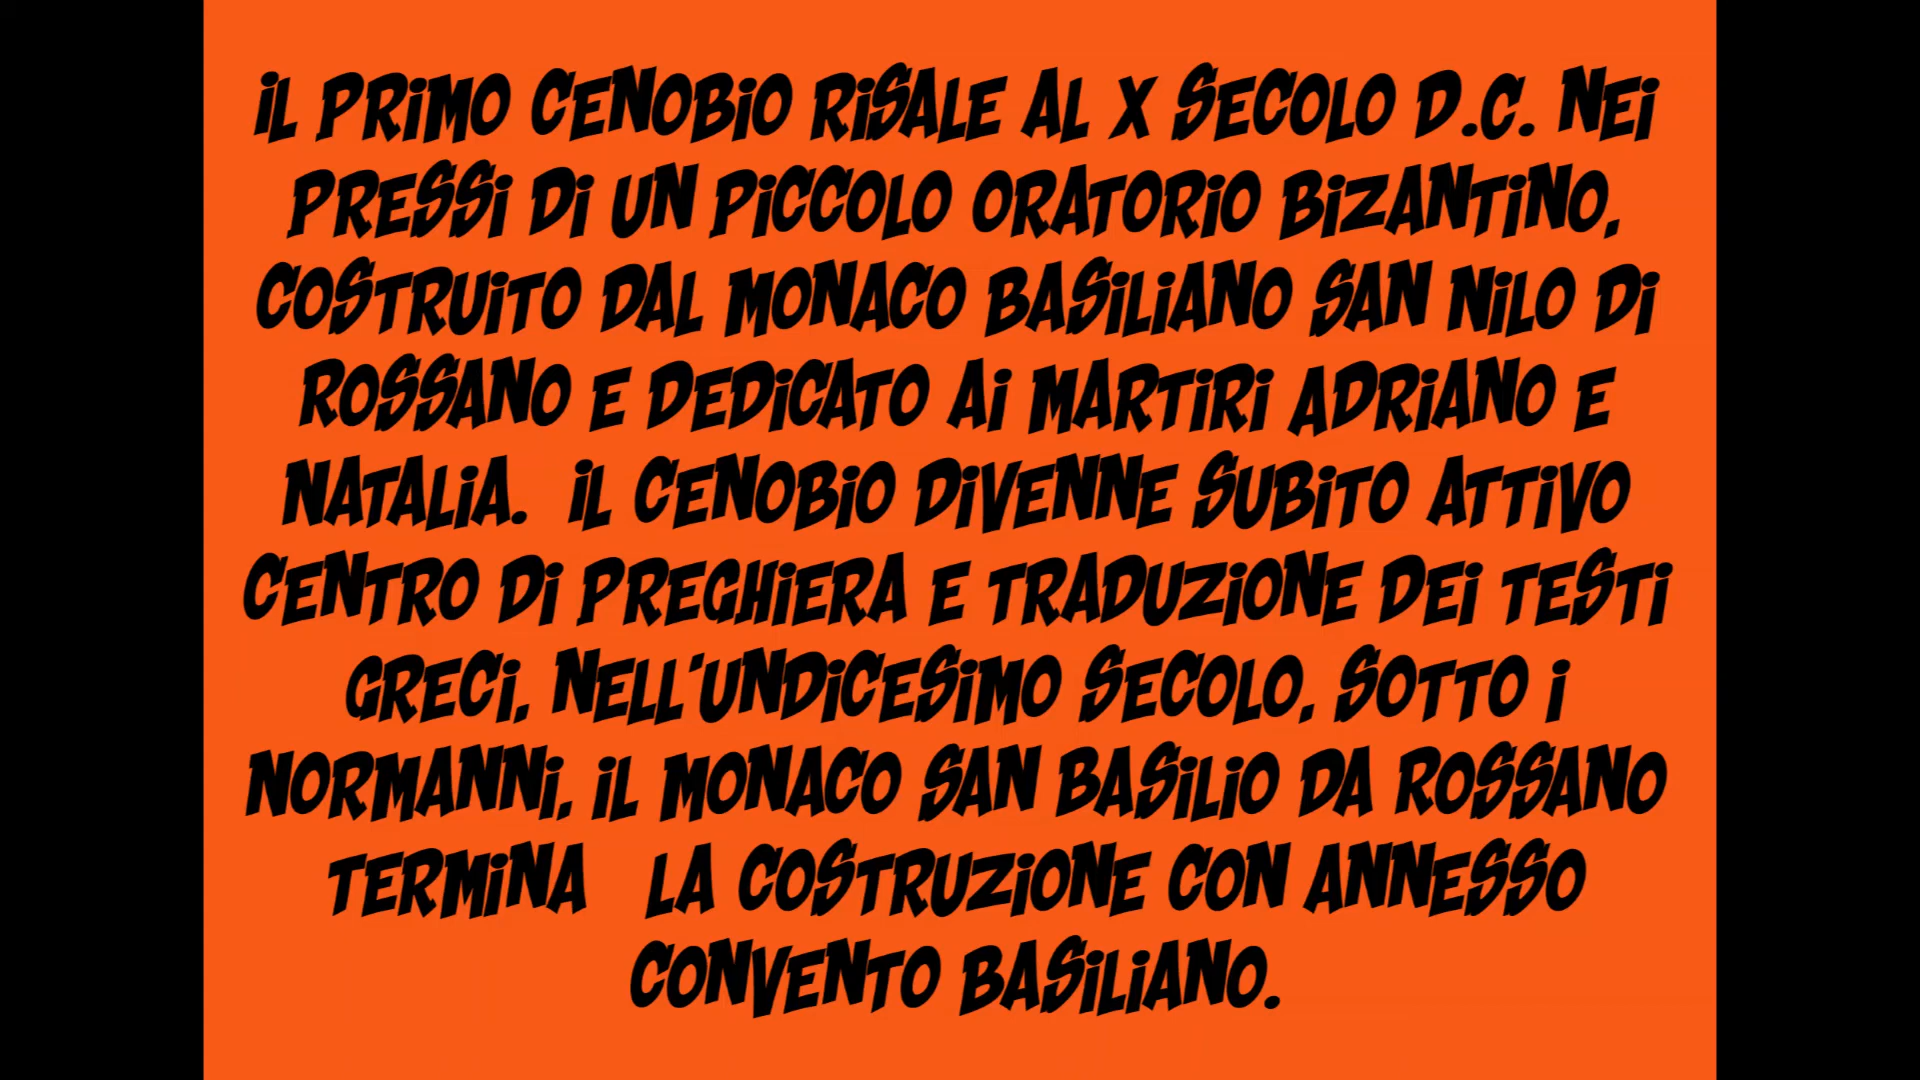 IL PRIMO CENOBIO RISALE AL X SECOLO D.C. NEI
PRESSI DI UN PICCOLO ORATORIO BIZANTINO,
COSTRUITO DAL MONACO BASILIANO SAN NILO DI
ROSSANO E DEDICATO AI MARTIRI ADRIANO E
NATALIA. IL CENOBIO DIVENNE SUBITO ATTIVO
CENTRO DI PREGHIERA E TRADUZIONE DEI TESTI
GRECI, NELL'UNDICESIMO SECOLO, SOTTO I
NORMANNI, IL MONACO SAN BASILIO DA ROSSANO
TERMINA LA COSTRUZIONE CON ANNESSO
CONVENTO BASILIANO.